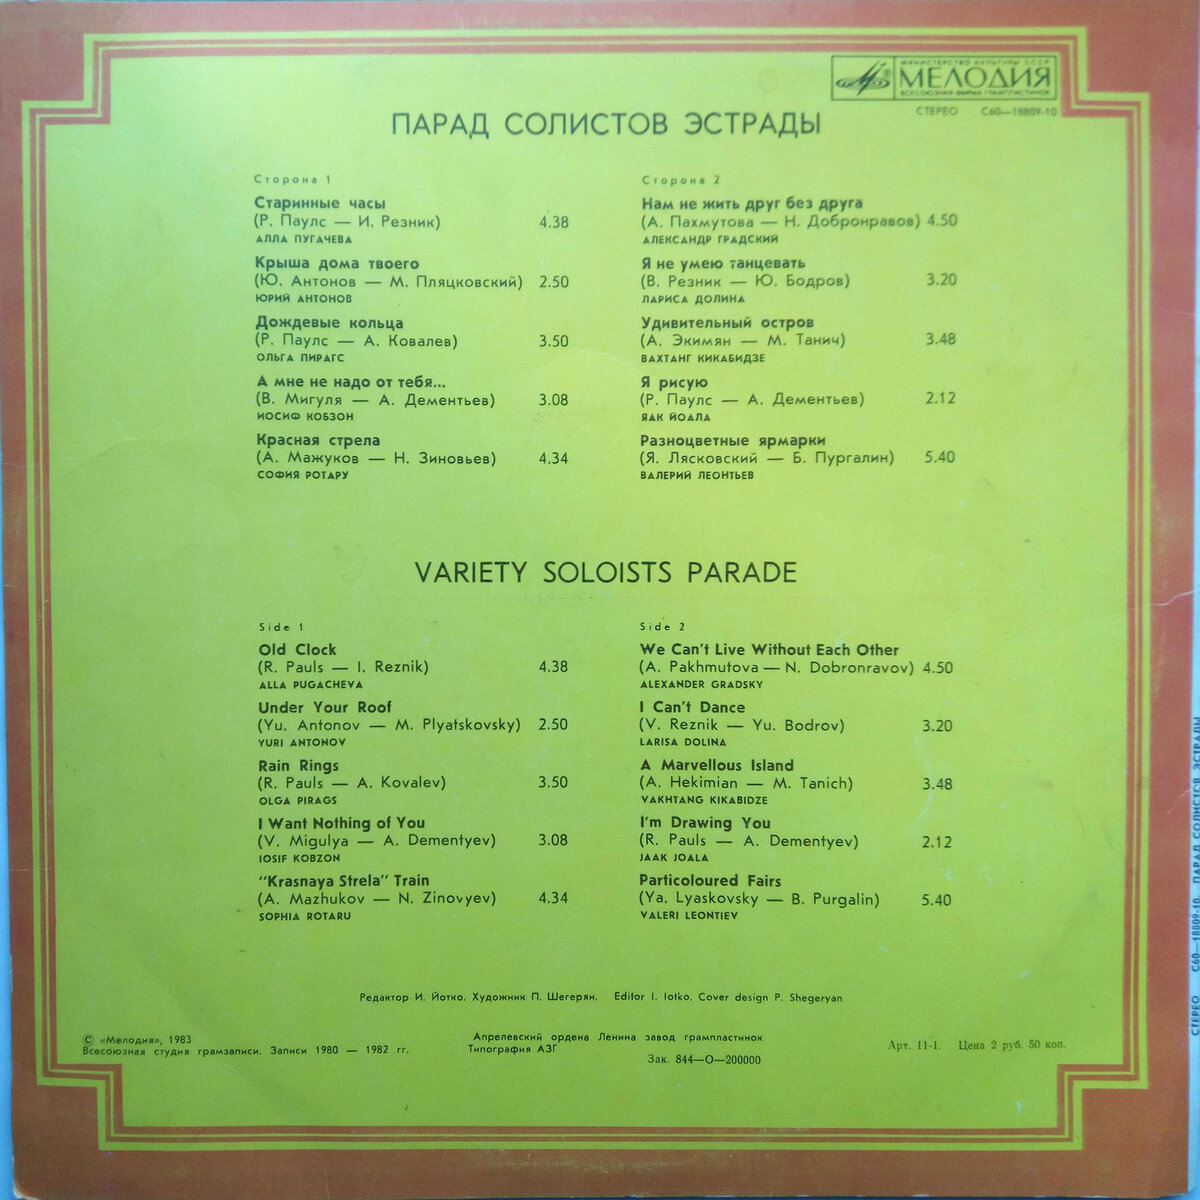 МИНИСТЕРСТВО КУЛЬТУРЫ СССР
МЕЛОДИЯ
ВСЕСОЮЗНАЯ ФИРМА ГРАМПЛАСТИНОК
СТЕРЕО С60—18809-10
ПАРАД СОЛИСТОВ ЭСТРАДЫ
Сторона 1
Старинные часы
(Р. Паулс — И. Резник) 4.38
АЛЛА ПУГАЧЕВА
Крыша дома твоего
(Ю. Антонов — М. Пляцковский) 2.50
ЮРИЙ АНТОНОВ
Дождевые кольца
(Р. Паулс — А. Ковалев) 3.50
ОЛЬГА ПИРАГС
А мне не надо от тебя...
(В. Мигуля — А. Дементьев) 3.08
ИОСИФ КОБЗОН
Красная стрела
(А. Мажуков — Н. Зиновьев) 4.34
СОФИЯ РОТАРУ
Сторона 2
Нам не жить друг без друга
(А. Пахмутова — Н. Добронравов) 4.50
АЛЕКСАНДР ГРАДСКИЙ
Я не умею танцевать
(В. Резник — Ю. Бодров) 3.20
ЛАРИСА ДОЛИНА
Удивительный остров
(А. Экимян — М. Танич) 3.48
ВАХТАНГ КИКАБИДЗЕ
Я рисую
(Р. Паулс — А. Дементьев) 2.12
ЯАК ЙОАЛА
Разноцветные ярмарки
(Я. Лясковский — Б. Пургалин) 5.40
ВАЛЕРИЙ ЛЕОНТЬЕВ
VARIETY SOLOISTS PARADE
Side 1
Old Clock
(R. Pauls — I. Reznik) 4.38
ALLA PUGACHEVA
Under Your Roof
(Yu. Antonov — M. Plyatskovsky) 2.50
YURI ANTONOV
Rain Rings
(R. Pauls — A. Kovalev) 3.50
OLGA PIRAGS
I Want Nothing of You
(V. Migulya — A. Dementyev) 3.08
IOSIF KOBZON
"Krasnaya Strela" Train
(A. Mazhukov — N. Zinovyev) 4.34
SOPHIA ROTARU
Side 2
We Can't Live Without Each Other
(A. Pakhmutova — N. Dobronravov) 4.50
ALEXANDER GRADSKY
I Can't Dance
(V. Reznik — Yu. Bodrov) 3.20
LARISA DOLINA
A Marvellous Island
(A. Hekimian — M. Tanich) 3.48
VAKHTANG KIKABIDZE
I'm Drawing You
(R. Pauls — A. Dementyev) 2.12
JAAK JOALA
Particoloured Fairs
(Ya. Lyaskovsky — B. Purgalin) 5.40
VALERI LEONTIEV
Редактор И. Йотко. Художник П. Шегерян. Editor I. Iotko. Cover design P. Shegeryan
© «Мелодия», 1983
Всесоюзная студия грамзаписи. Записи 1980 — 1982 гг.
Апрелевский ордена Ленина завод грампластинок
Типография АЗГ
Зак. 844—О—200000
Арт. 11-1. Цена 2 руб. 50 коп.
СТЕРЕО С60—18809-10 ПАРАД СОЛИСТОВ ЭСТРАДЫ